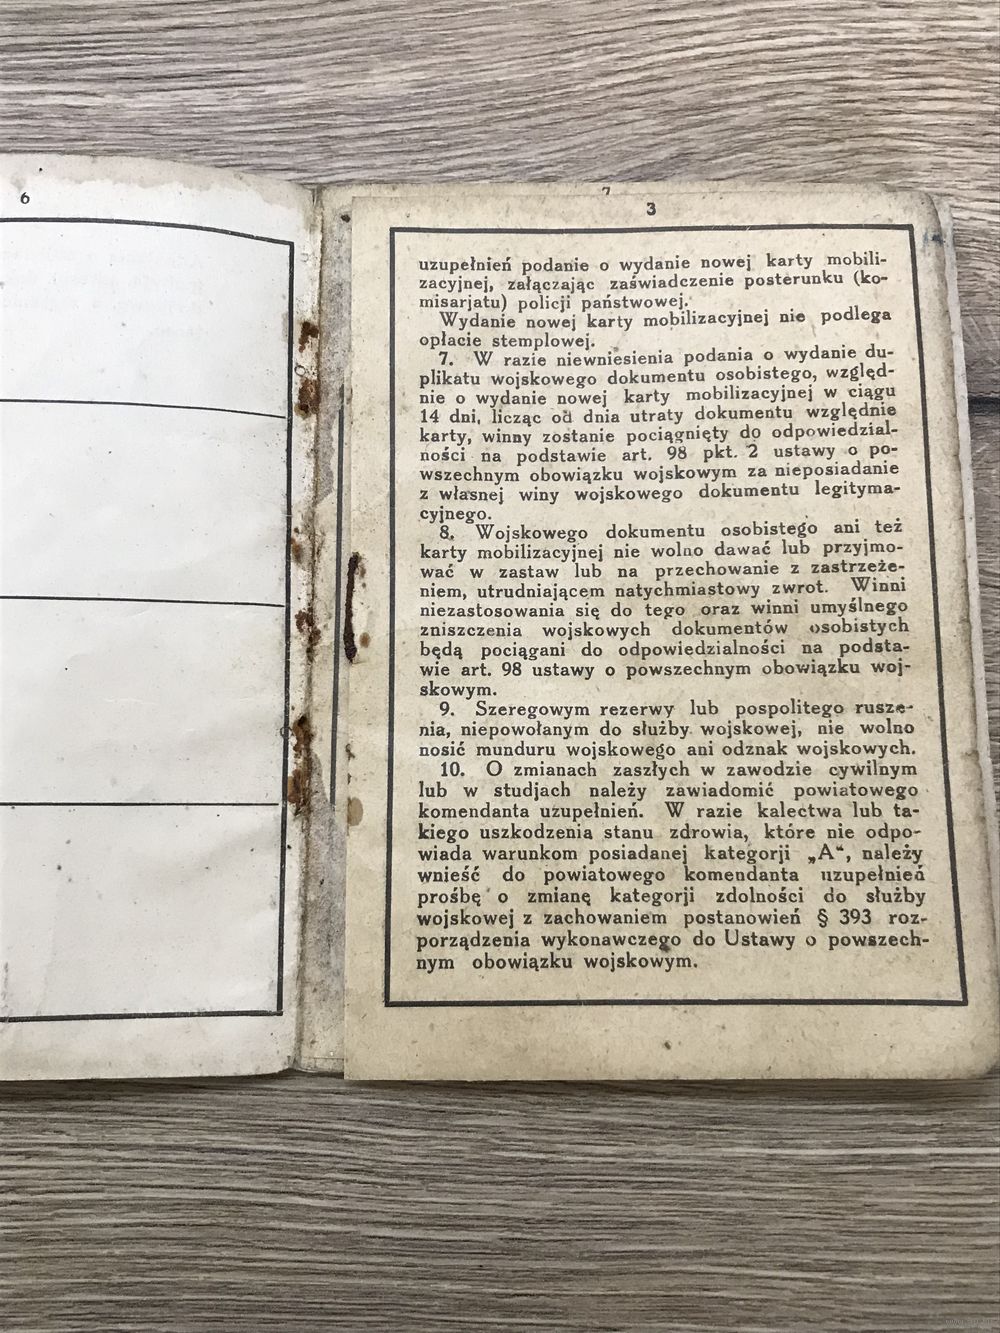 6
7
3
uzupełnień podanie o wydanie nowej karty mobili-
zacyjnej, załączając zaświadczenie posterunku (ko-
misarjatu) policji państwowej.
Wydanie nowej karty mobilizacyjnej nie podlega
opłacie stemplowej.
7. W razie niewniesienia podania o wydanie du-
plikatu wojskowego dokumentu osobistego, względ-
nie o wydanie nowej karty mobilizacyjnej w ciągu
14 dni, licząc od dnia utraty dokumentu względnie
karty, winny zostanie pociągnięty do odpowiedzial-
ności na podstawie art. 98 pkt. 2 ustawy o po-
wszechnym obowiązku wojskowym za nieposiadanie
z własnej winy wojskowego dokumentu legityma-
cyjnego.
8. Wojskowego dokumentu osobistego ani też
karty mobilizacyjnej nie wolno dawać lub przyjmo-
wać w zastaw lub na przechowanie z zastrzeże-
niem, utrudniającem natychmiastowy zwrot. Winni
niezastosowania się do tego oraz winni umyślnego
zniszczenia wojskowych dokumentów osobistych
będą pociągani do odpowiedzialności na podsta-
wie art. 98 ustawy o powszechnym obowiązku woj-
skowym.
9. Szeregowym rezerwy lub pospolitego rusze-
nia, niepowołanym do służby wojskowej, nie wolno
nosić munduru wojskowego ani odznak wojskowych.
10. O zmianach zaszłych w zawodzie cywilnym
lub w studjach należy zawiadomić powiatowego
komendanta uzupełnień. W razie kalectwa lub ta-
kiego uszkodzenia stanu zdrowia, które nie odpo-
wiada warunkom posiadanej kategorji „A“, należy
wnieść do powiatowego komendanta uzupełnień
prośbę o zmianę kategorji zdolności do służby
wojskowej z zachowaniem postanowień § 393 roz-
porządzenia wykonawczego do Ustawy o powszech-
nym obowiązku wojskowym.